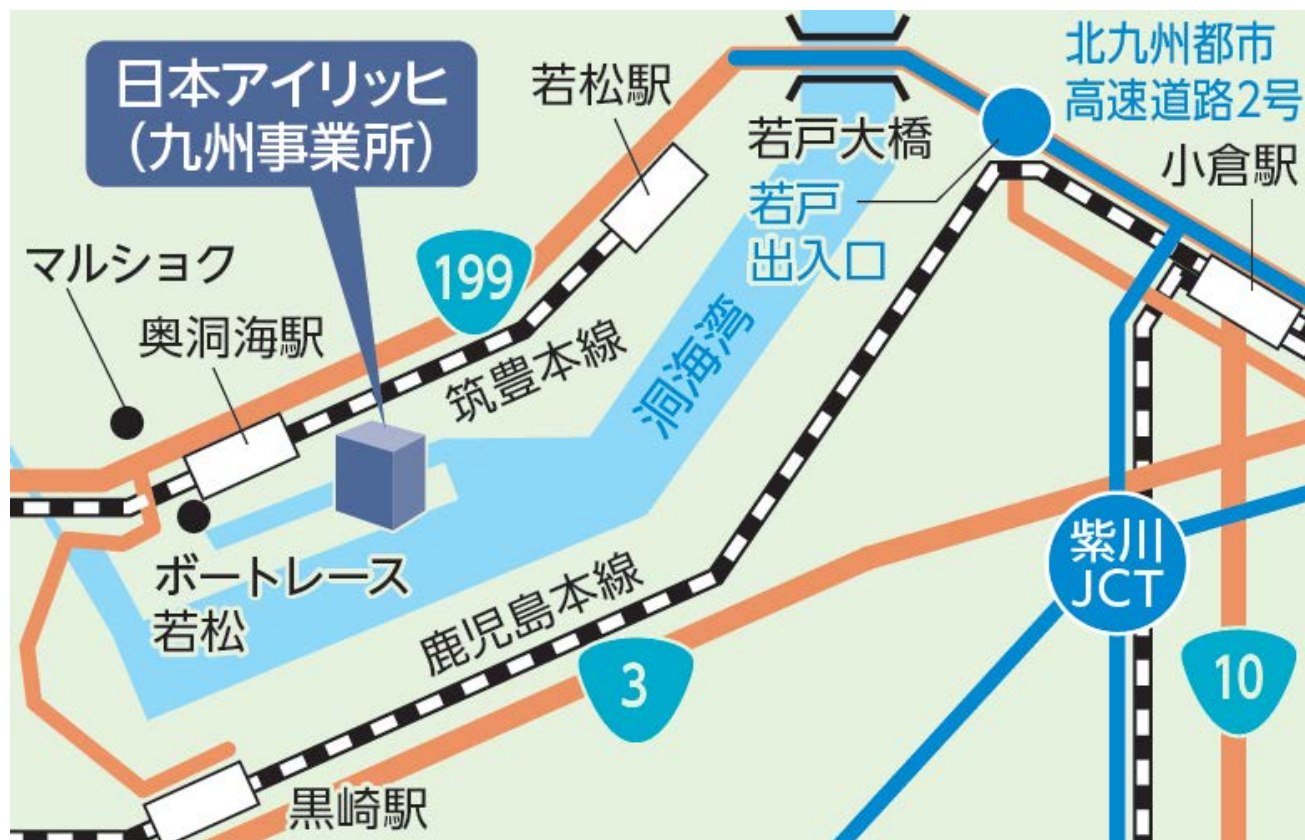 日本アイリッヒ
（九州事業所）
若松駅
北九州都市
高速道路2号
若戸大橋
小倉駅
若戸
出入口
マルショク
199
奥洞海駅
筑豊本線
洞海湾
ボートレース
若松
鹿児島本線
紫川
JCT
3
10
黒崎駅